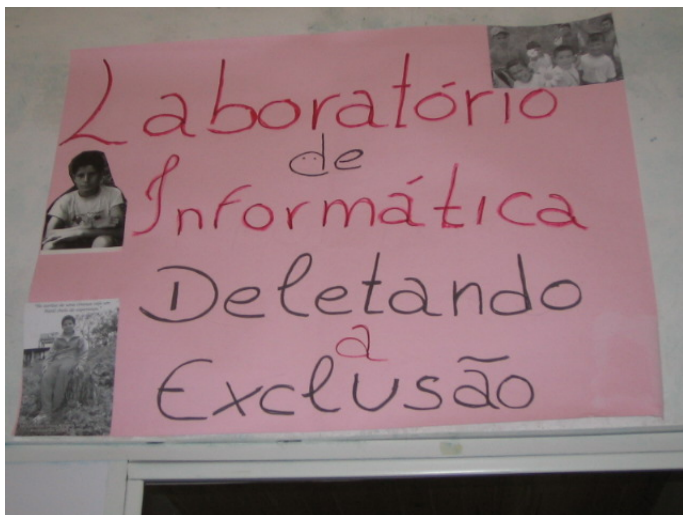 Laboratório
de
Informática
Deletando
a
Exclusão